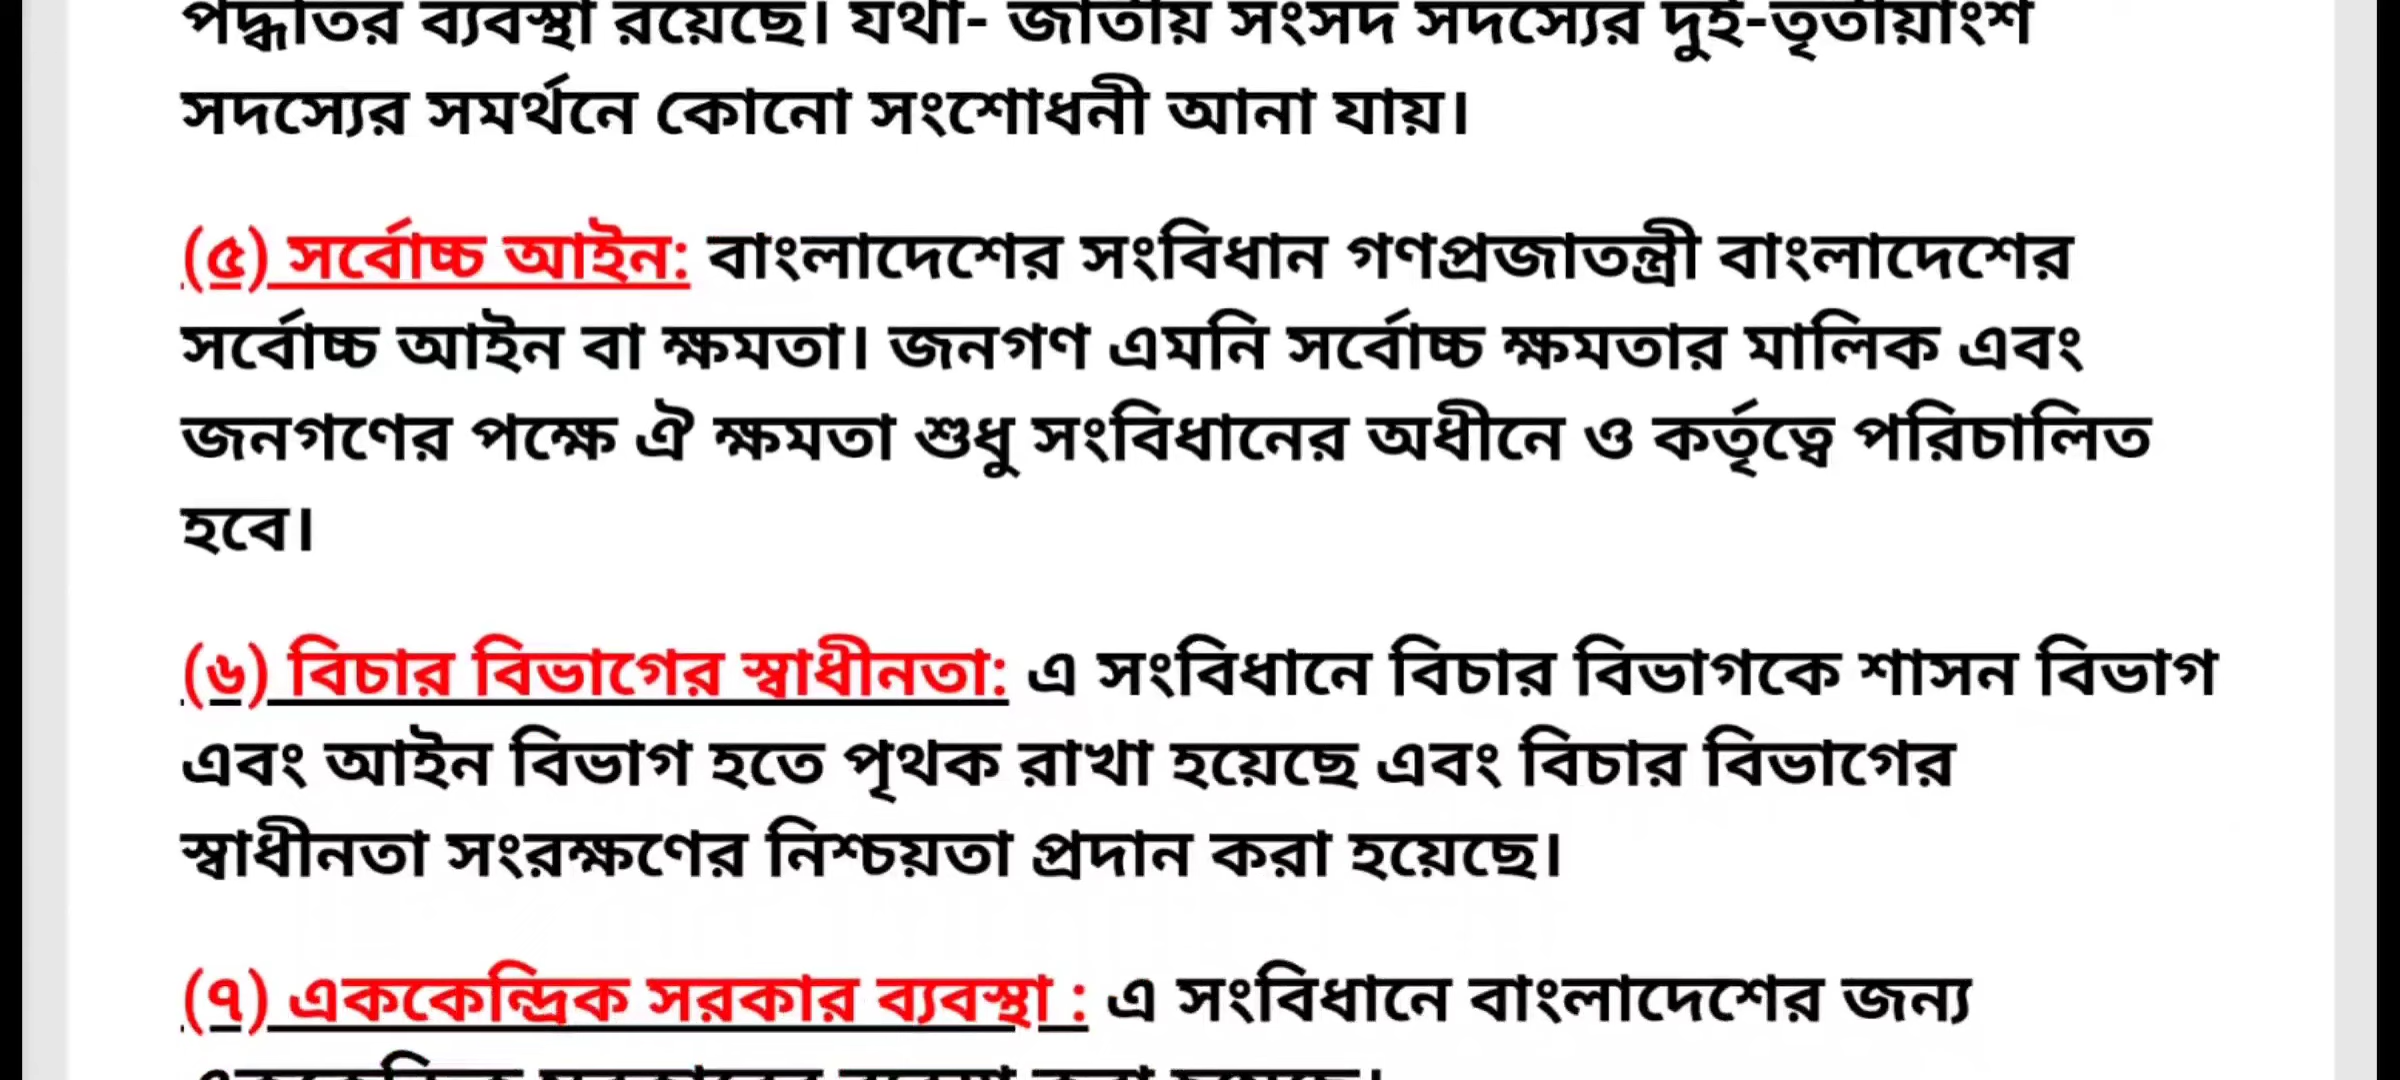 পদ্ধতির ব্যবস্থা রয়েছে। যথা- জাতীয় সংসদ সদস্যের দুই-তৃতীয়াংশ
সদস্যের সমর্থনে কোনো সংশোধনী আনা যায়।
(৫) সর্বোচ্চ আইন: বাংলাদেশের সংবিধান গণপ্রজাতন্ত্রী বাংলাদেশের
সর্বোচ্চ আইন বা ক্ষমতা। জনগণ এমনি সর্বোচ্চ ক্ষমতার মালিক এবং
জনগণের পক্ষে ঐ ক্ষমতা শুধু সংবিধানের অধীনে ও কর্তৃত্বে পরিচালিত
হবে।
(৬) বিচার বিভাগের স্বাধীনতা: এ সংবিধানে বিচার বিভাগকে শাসন বিভাগ
এবং আইন বিভাগ হতে পৃথক রাখা হয়েছে এবং বিচার বিভাগের
স্বাধীনতা সংরক্ষণের নিশ্চয়তা প্রদান করা হয়েছে।
(৭) এককেন্দ্রিক সরকার ব্যবস্থা : এ সংবিধানে বাংলাদেশের জন্য